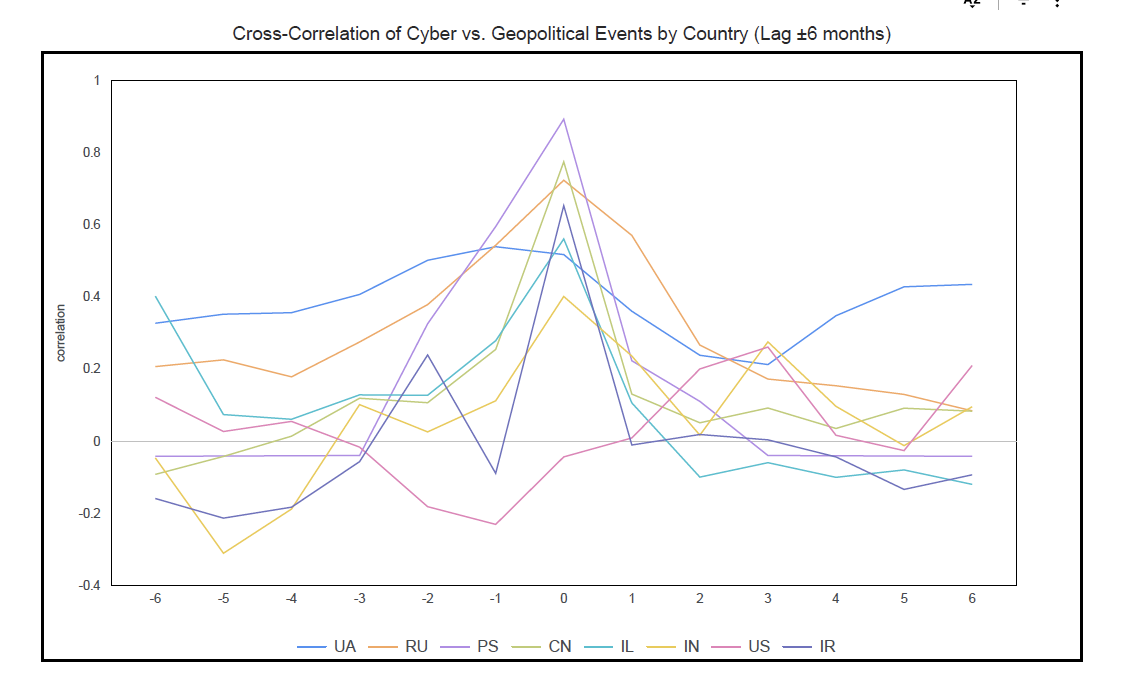 Cross-Correlation of Cyber vs. Geopolitical Events by Country (Lag ±6 months)
1
0.8
0.6
0.4
0.2
0
-0.2
-0.4
correlation
-6 -5 -4 -3 -2 -1 0 1 2 3 4 5 6
UA RU PS CN IL IN US IR